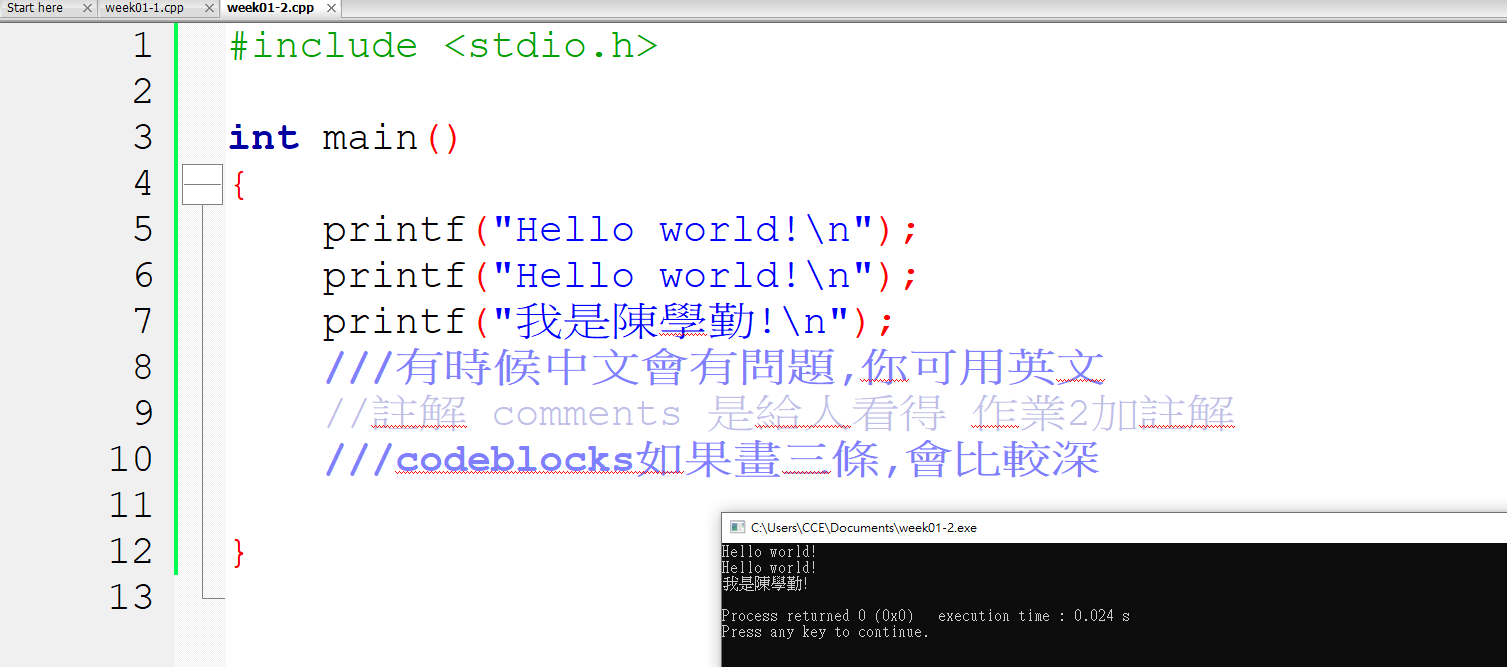 Start here week01-1.cpp week01-2.cpp
1 #include <stdio.h>
2
3 int main()
4 {
5 printf("Hello world!\n");
6 printf("Hello world!\n");
7 printf("我是陳學勤!\n");
8 ///有時候中文會有問題,你可用英文
9 //註解 comments 是給人看得 作業2加註解
10 ///codeblocks如果畫三條,會比較深
11
12 }
13
C:\Users\CCE\Documents\week01-2.exe
Hello world!
Hello world!
我是陳學勤!
Process returned 0 (0x0) execution time : 0.024 s
Press any key to continue.